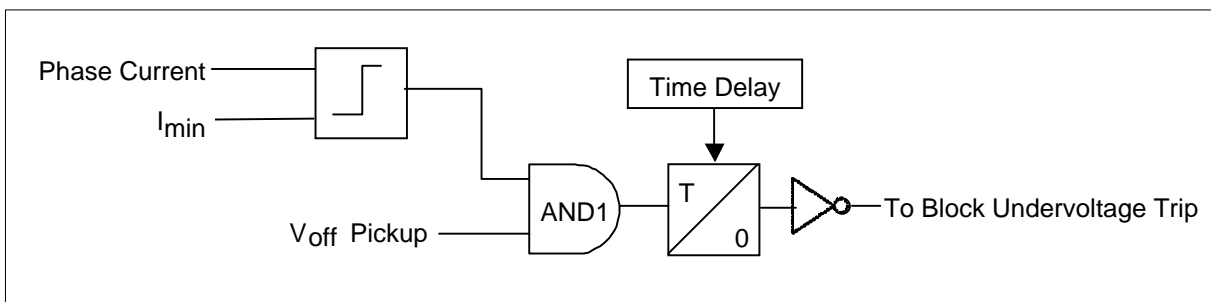 Phase Current
Imin
Time Delay
T
0
AND1
To Block Undervoltage Trip
Voff Pickup